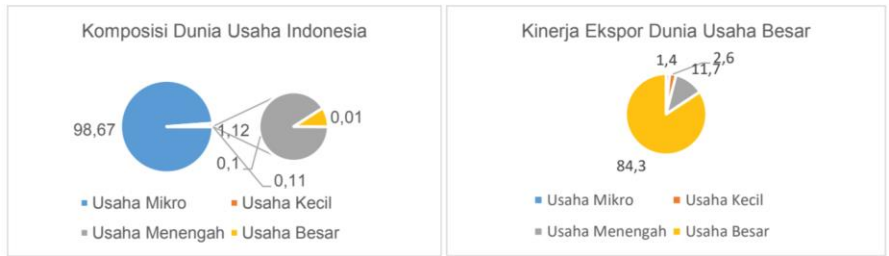 Komposisi Dunia Usaha Indonesia
98,67
1,12
0,01
0,1
0,11
Usaha Mikro
Usaha Kecil
Usaha Menengah
Usaha Besar
Kinerja Ekspor Dunia Usaha Besar
1,4
2,6
11,7
84,3
Usaha Mikro
Usaha Kecil
Usaha Menengah
Usaha Besar